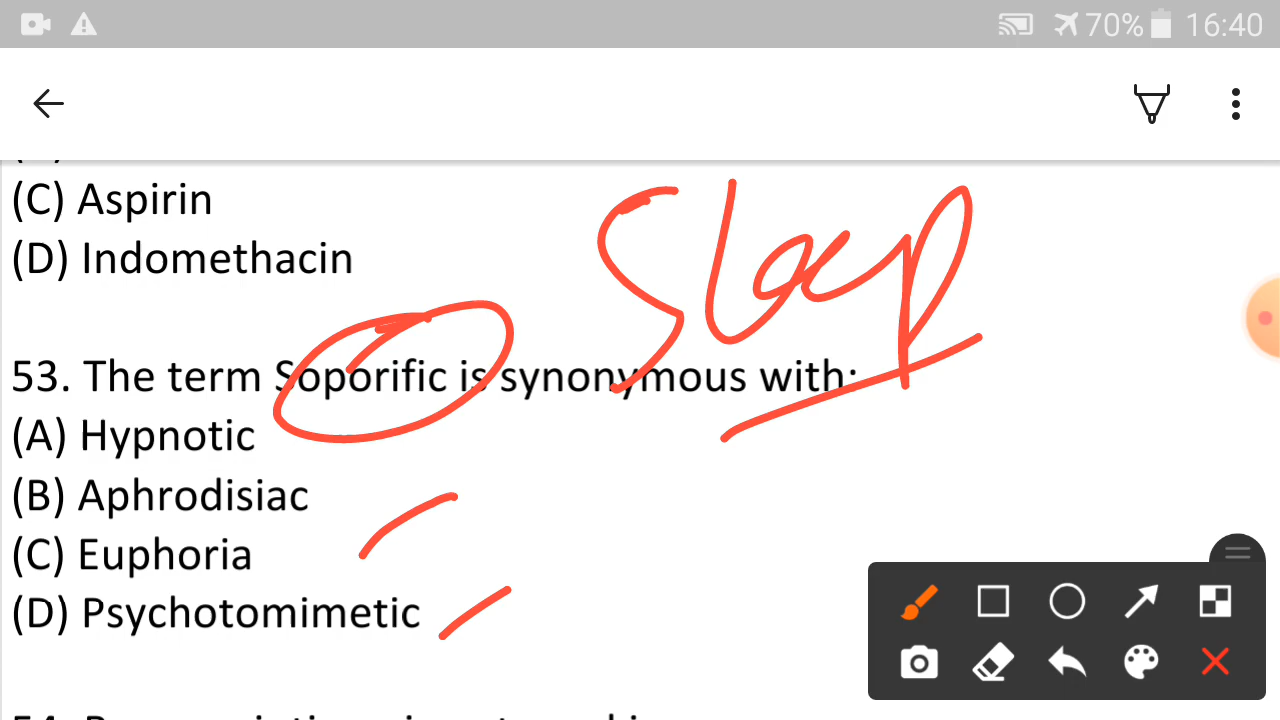 70% 16:40
(C) Aspirin
(D) Indomethacin
Sleep
53. The term Soporific is synonymous with:
(A) Hypnotic
(B) Aphrodisiac
(C) Euphoria
(D) Psychotomimetic